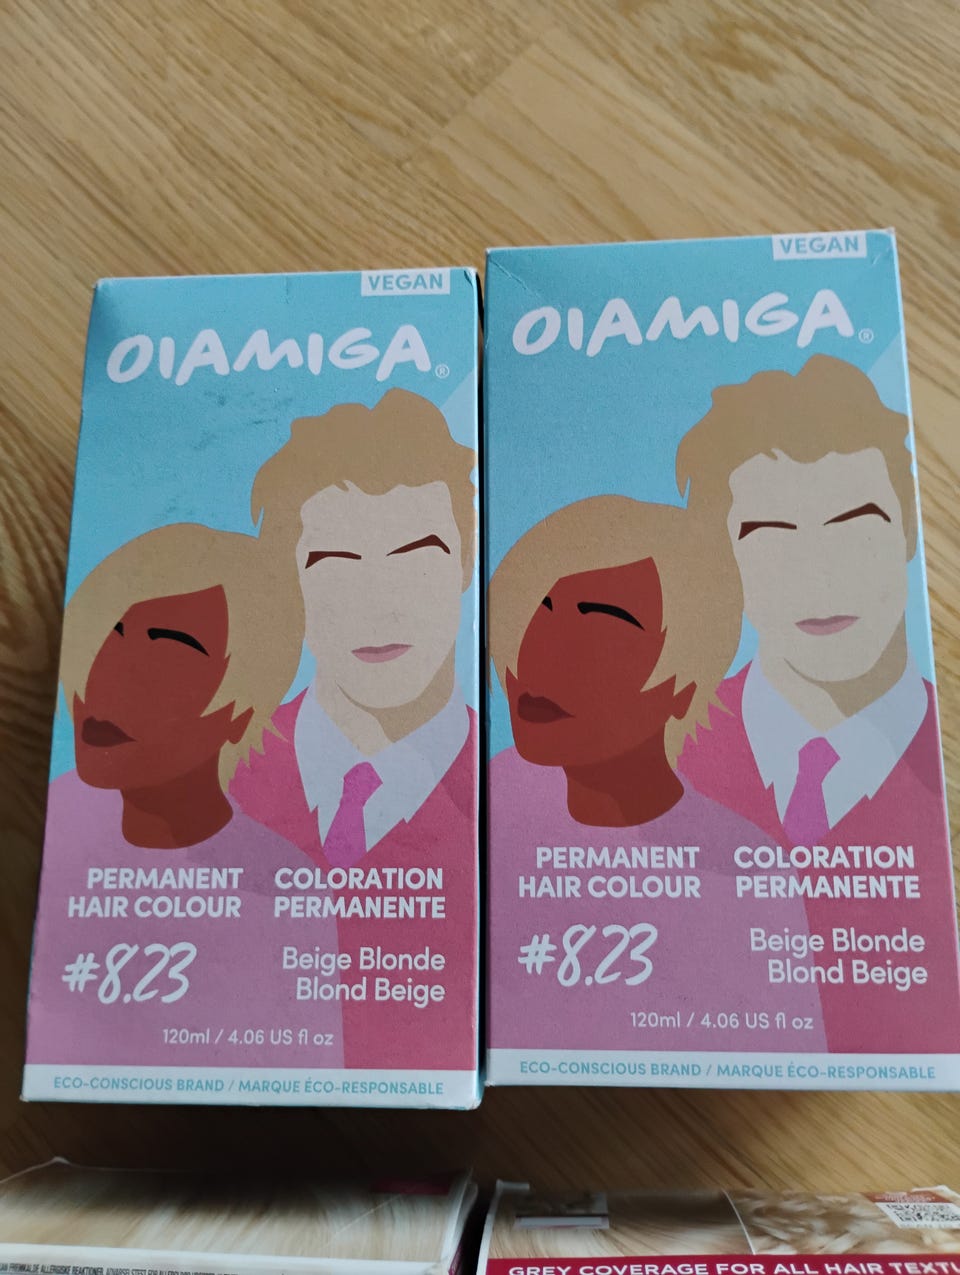 VEGAN
OIAMIGA®
PERMANENT
HAIR COLOUR
COLORATION
PERMANENTE
#8.23
Beige Blonde
Blond Beige
120ml / 4.06 US fl oz
ECO-CONSCIOUS BRAND / MARQUE ÉCO-RESPONSABLE
VEGAN
OIAMIGA®
PERMANENT
HAIR COLOUR
COLORATION
PERMANENTE
#8.23
Beige Blonde
Blond Beige
120ml / 4.06 US fl oz
ECO-CONSCIOUS BRAND / MARQUE ÉCO-RESPONSABLE
ALLERGISKE REAKTIONER
GREY COVERAGE FOR ALL HAIR